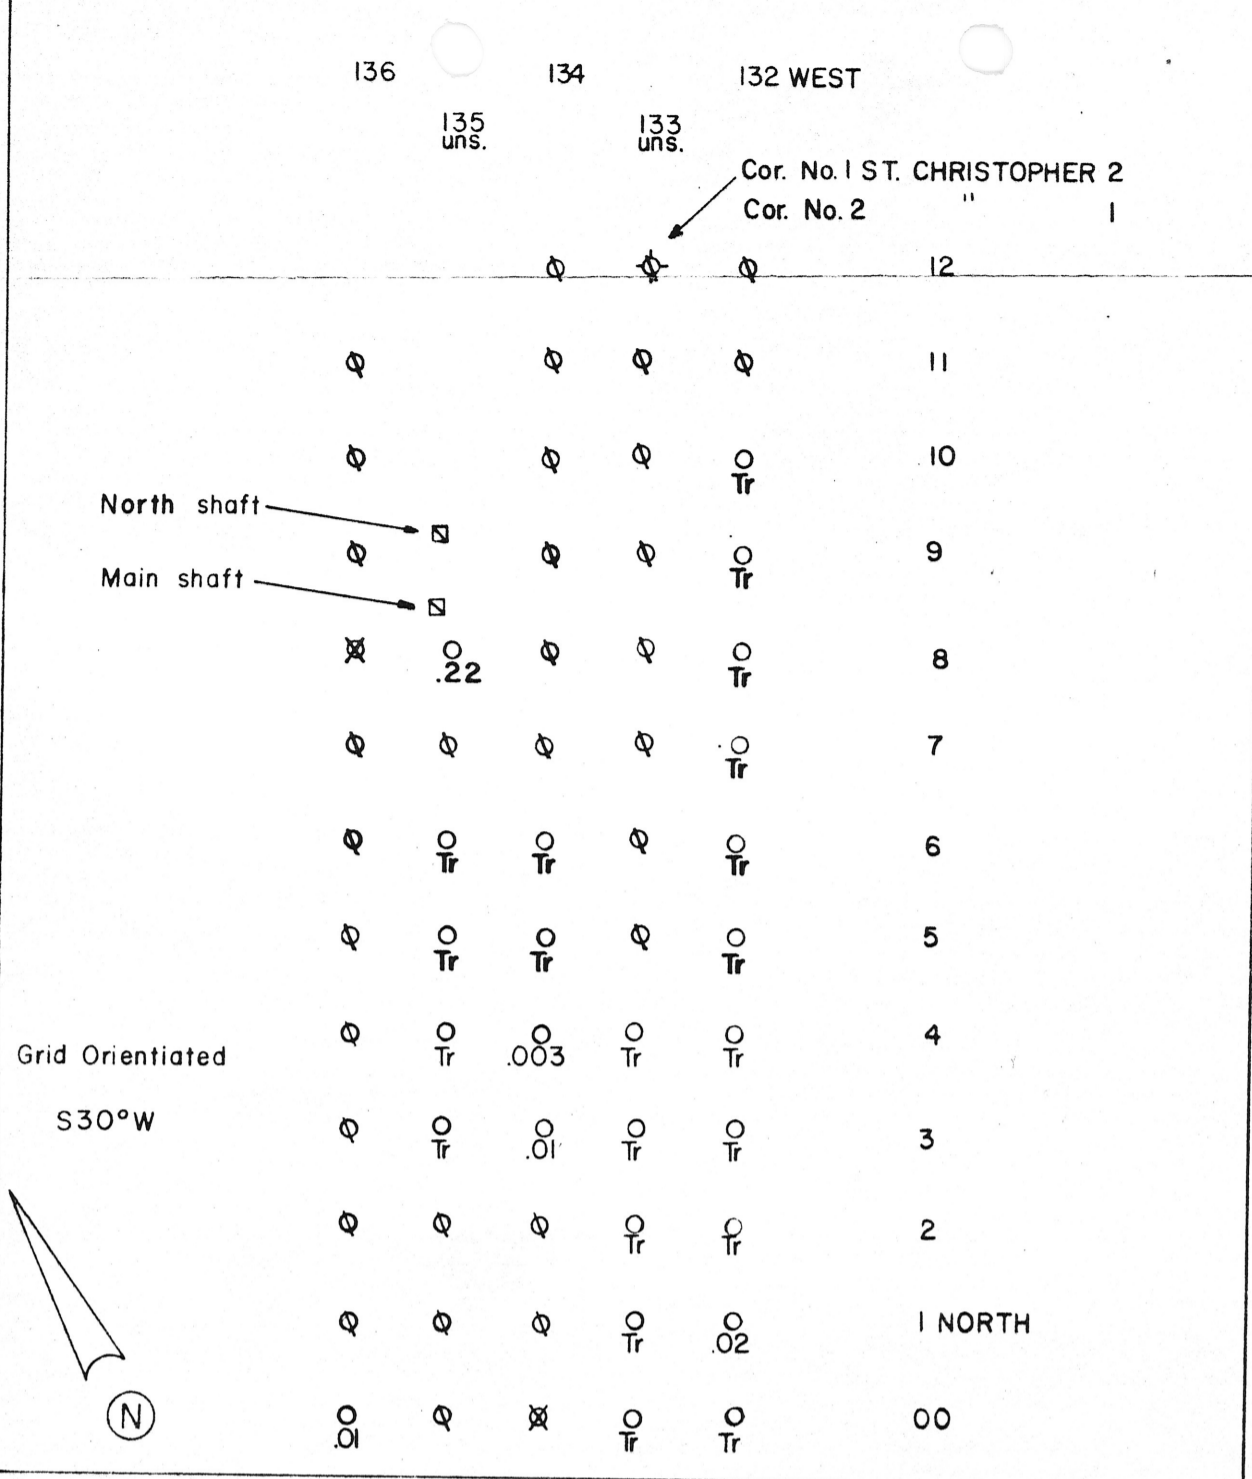 136 134 132 WEST
135 133
uns. uns.
Cor. No. 1 ST. CHRISTOPHER 2
Cor. No. 2 " 1
12
11
10
Tr
North shaft
9
Tr
Main shaft
8
.22 Tr
7
Tr
6
Tr Tr Tr
5
Tr Tr Tr
4
Grid Orientiated Tr .003 Tr Tr
S30°W
3
Tr .01 Tr Tr
2
Tr Tr
1 NORTH
Tr .02
N
00
.01 Tr Tr